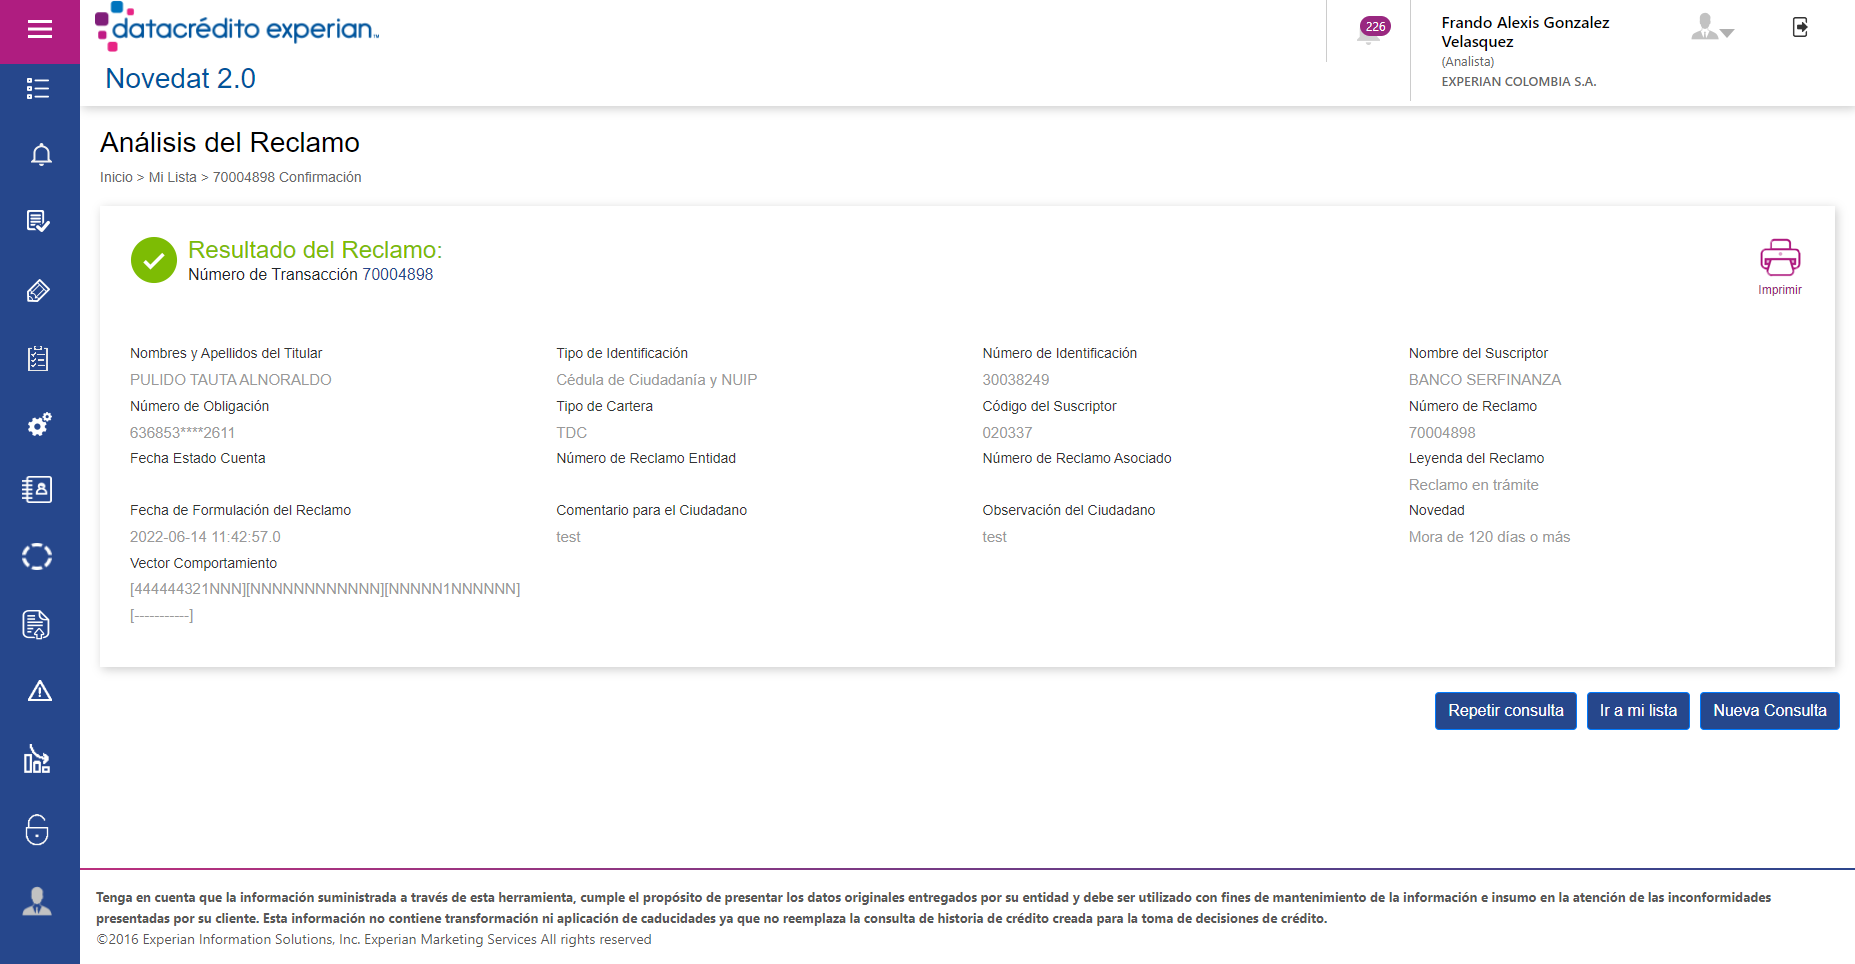 datacrédito experian™
226
Frando Alexis Gonzalez
Velasquez
(Analista)
EXPERIAN COLOMBIA S.A.
Novedat 2.0
Análisis del Reclamo
Inicio > Mi Lista > 70004898 Confirmación
Resultado del Reclamo:
Número de Transacción 70004898
Imprimir
Nombres y Apellidos del Titular Tipo de Identificación Número de Identificación Nombre del Suscriptor
PULIDO TAUTA ALNORALDO Cédula de Ciudadanía y NUIP 30038249 BANCO SERFINANZA
Número de Obligación Tipo de Cartera Código del Suscriptor Número de Reclamo
636853****2611 TDC 020337 70004898
Fecha Estado Cuenta Número de Reclamo Entidad Número de Reclamo Asociado Leyenda del Reclamo
Reclamo en trámite
Fecha de Formulación del Reclamo Comentario para el Ciudadano Observación del Ciudadano Novedad
2022-06-14 11:42:57.0 test test Mora de 120 días o más
Vector Comportamiento
[444444321NNN][NNNNNNNNNNNN][NNNNN1NNNNNN]
[-----------]
Repetir consulta Ir a mi lista Nueva Consulta
Tenga en cuenta que la información suministrada a través de esta herramienta, cumple el propósito de presentar los datos originales entregados por su entidad y debe ser utilizado con fines de mantenimiento de la información e insumo en la atención de las inconformidades
presentadas por su cliente. Esta información no contiene transformación ni aplicación de caducidades ya que no reemplaza la consulta de historia de crédito creada para la toma de decisiones de crédito.
©2016 Experian Information Solutions, Inc. Experian Marketing Services All rights reserved